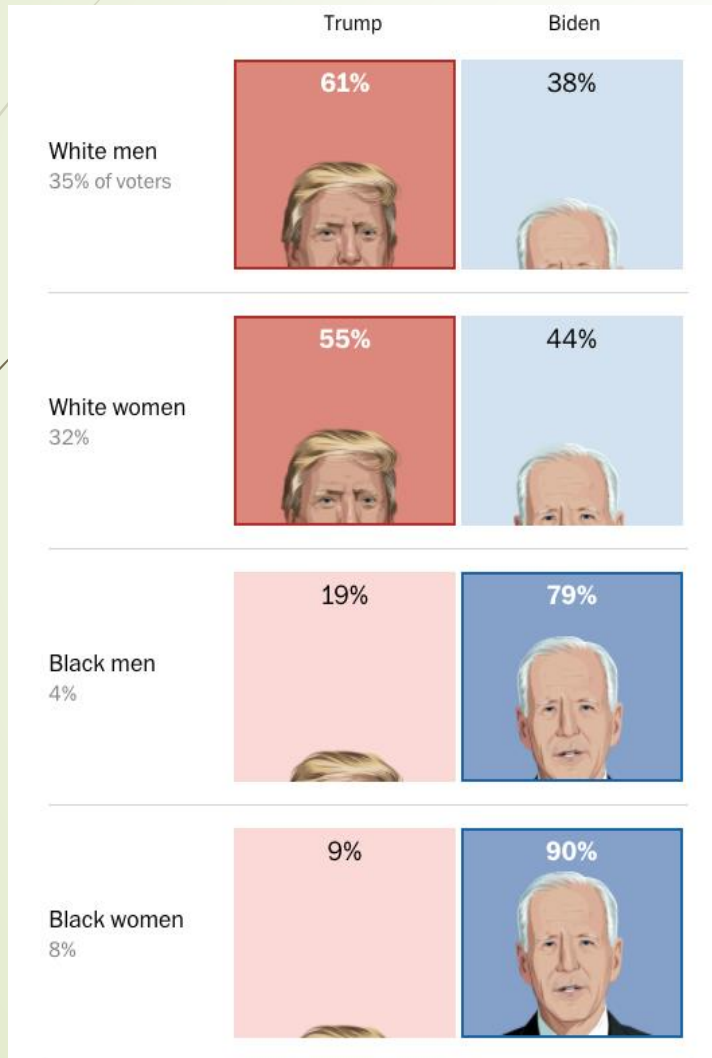 Trump Biden
61% 38%
White men
35% of voters
55% 44%
White women
32%
19% 79%
Black men
4%
9% 90%
Black women
8%